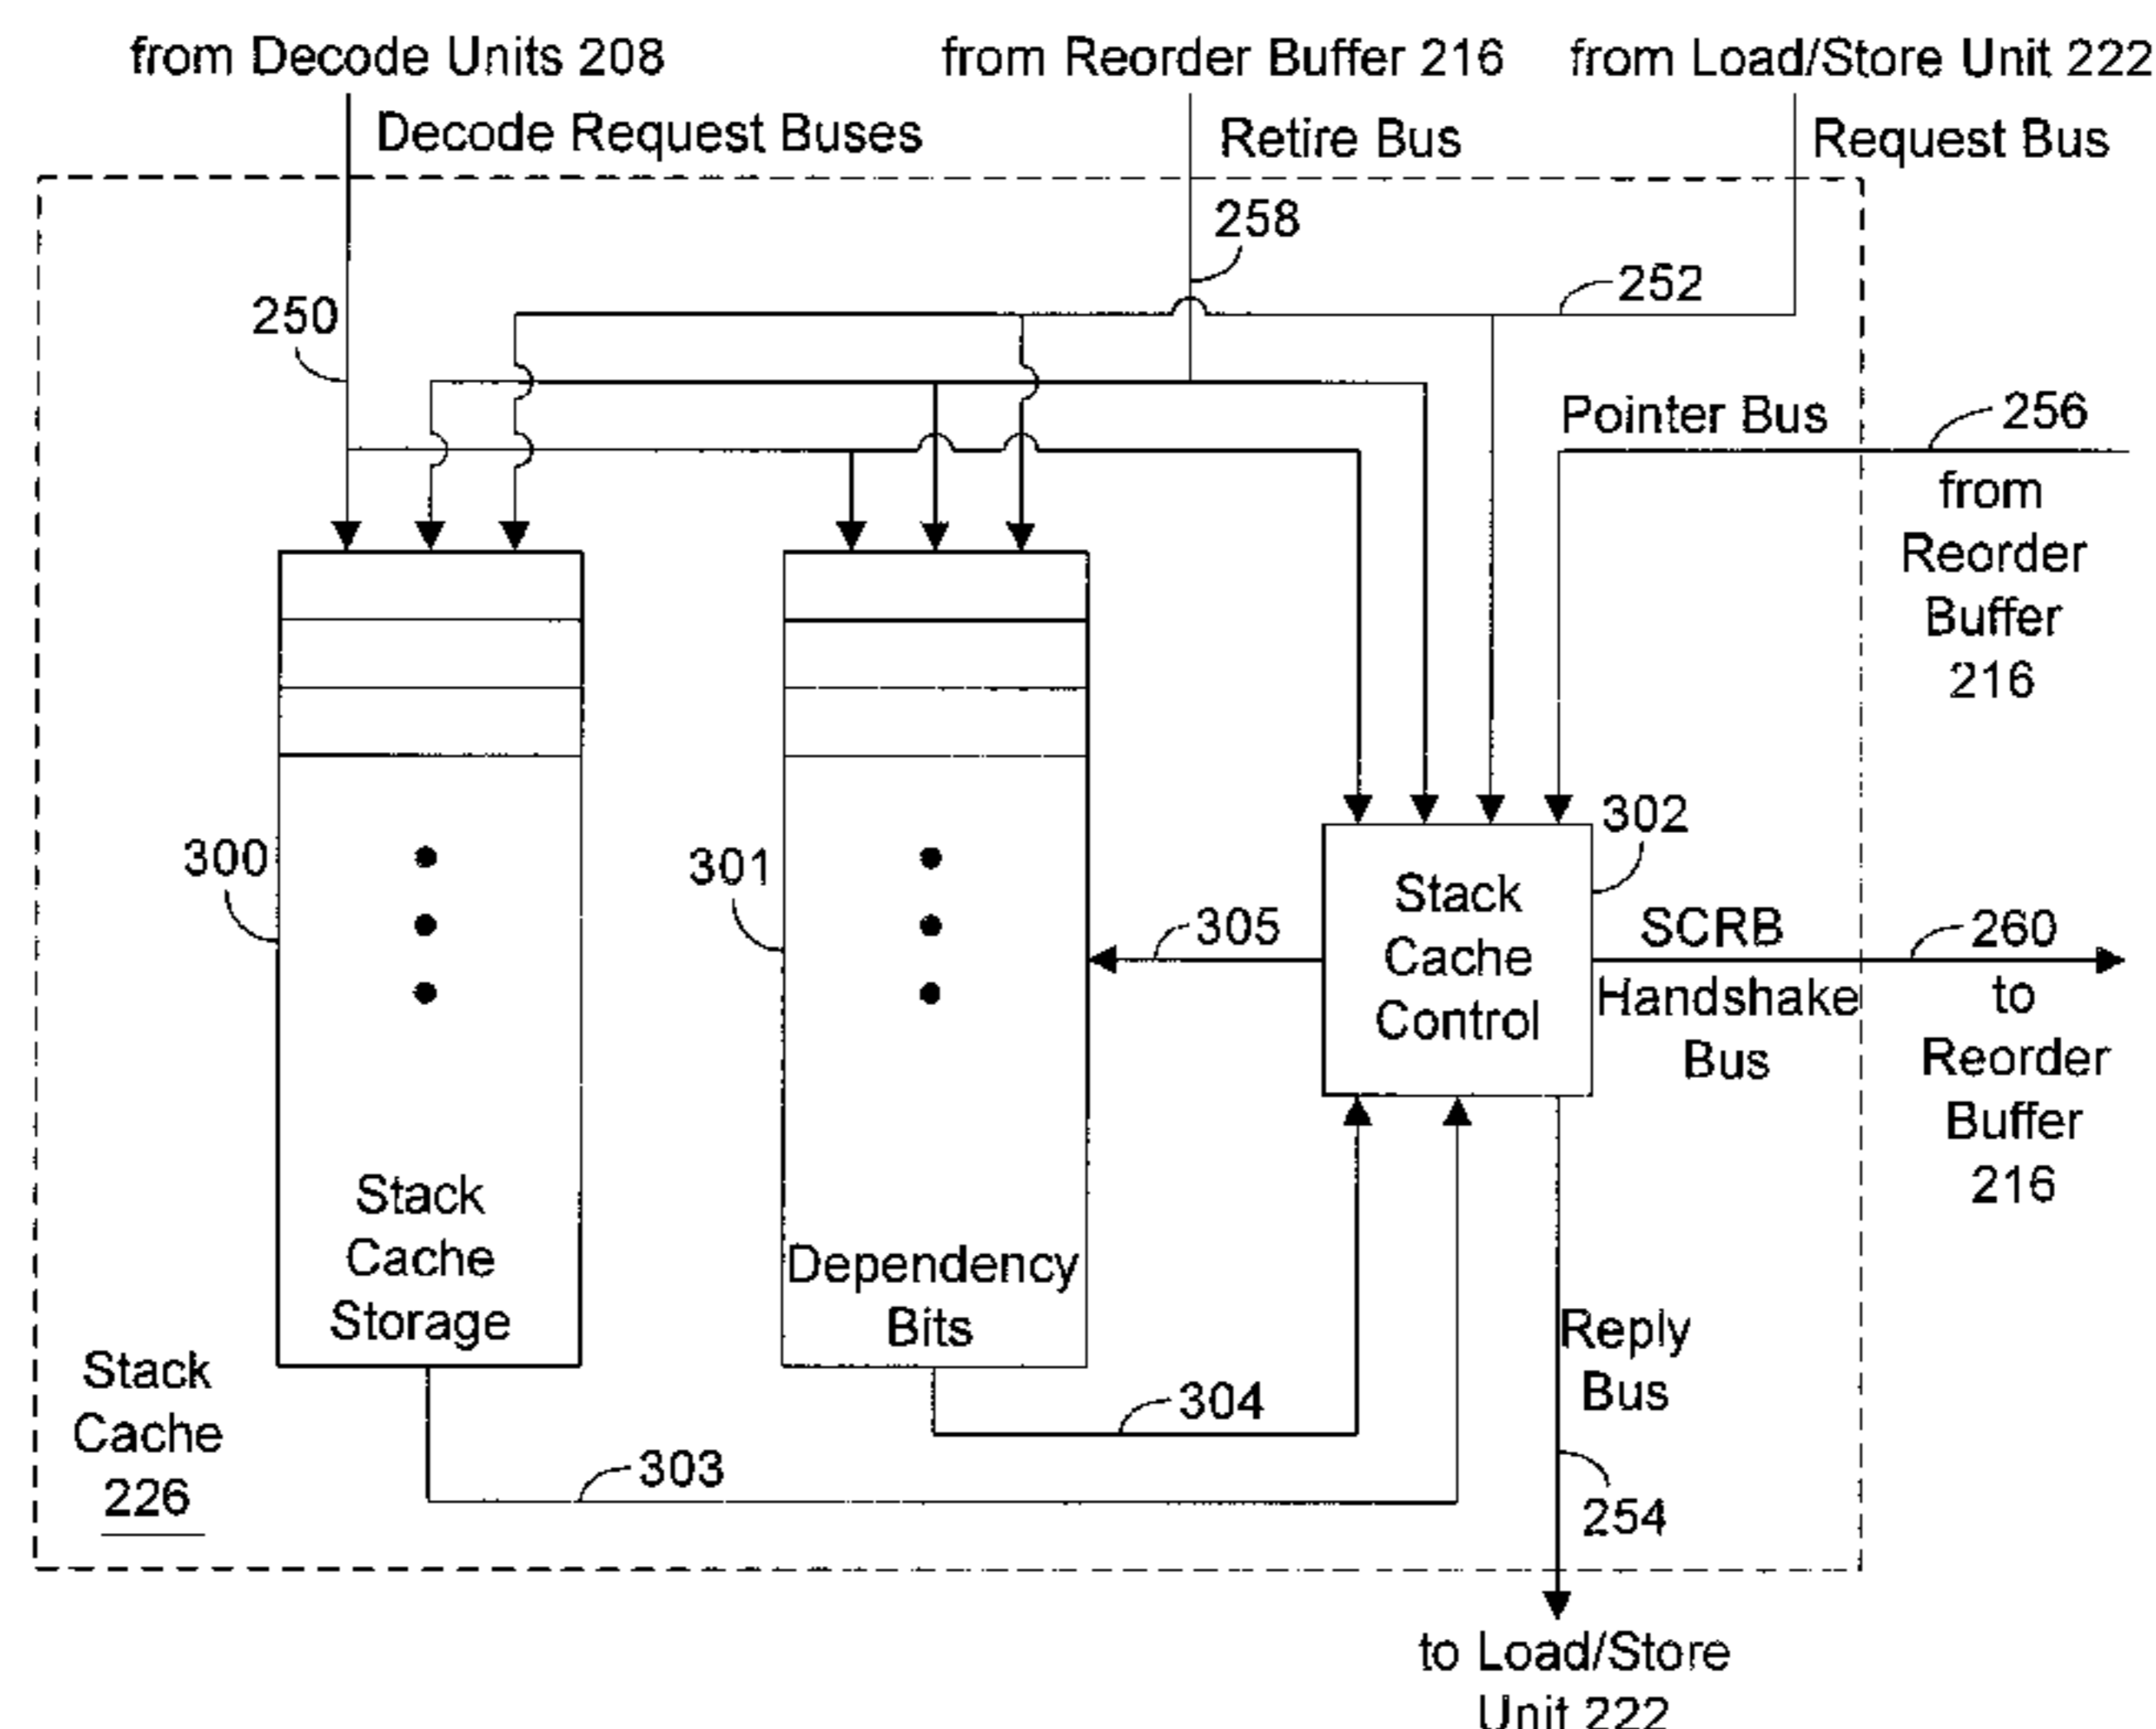 from Decode Units 208
from Reorder Buffer 216
from Load/Store Unit 222
Decode Request Buses
Retire Bus
Request Bus
258
252
250
Pointer Bus
256
from
Reorder
Buffer
216
302
300
301
305
Stack
Cache
Control
SCRB
Handshake
Bus
260
to
Reorder
Buffer
216
Stack
Cache
Storage
Dependency
Bits
Reply
Bus
Stack
Cache
226
304
303
254
to Load/Store
Unit 222